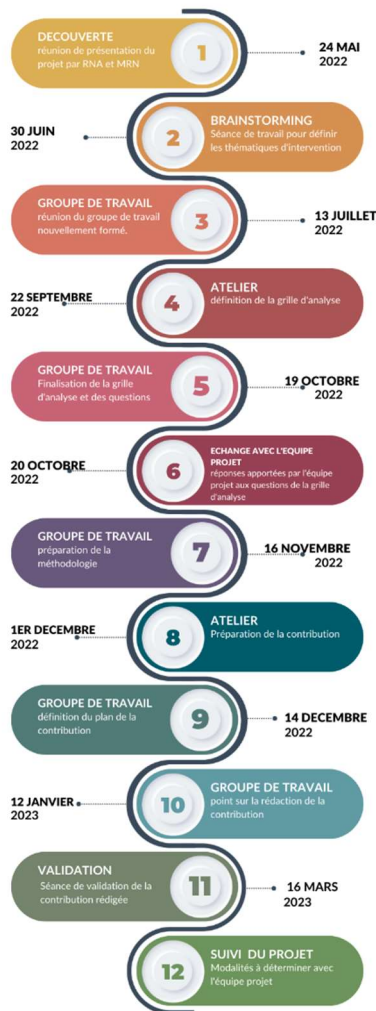 DECOUVERTE
réunion de présentation du
projet par RNA et MRN
1
24 MAI
2022
30 JUIN
2022
2
BRAINSTORMING
Séance de travail pour définir
les thématiques d'intervention
GROUPE DE TRAVAIL
réunion du groupe de travail
nouvellement formé.
3
13 JUILLET
2022
22 SEPTEMBRE
2022
4
ATELIER
définition de la grille d'analyse
GROUPE DE TRAVAIL
Finalisation de la grille
d'analyse et des questions
5
19 OCTOBRE
2022
20 OCTOBRE
2022
6
ECHANGE AVEC L'EQUIPE
PROJET
réponses apportées par l'équipe
projet aux questions de la grille
d'analyse
GROUPE DE TRAVAIL
préparation de la
méthodologie
7
16 NOVEMBRE
2022
1ER DECEMBRE
2022
8
ATELIER
Préparation de la contribution
GROUPE DE TRAVAIL
définition du plan de la
contribution
9
14 DECEMBRE
2022
12 JANVIER
2023
10
GROUPE DE TRAVAIL
point sur la rédaction de la
contribution
VALIDATION
Séance de validation de la
contribution rédigée
11
16 MARS
2023
12
SUIVI DU PROJET
Modalités à déterminer avec
l'équipe projet